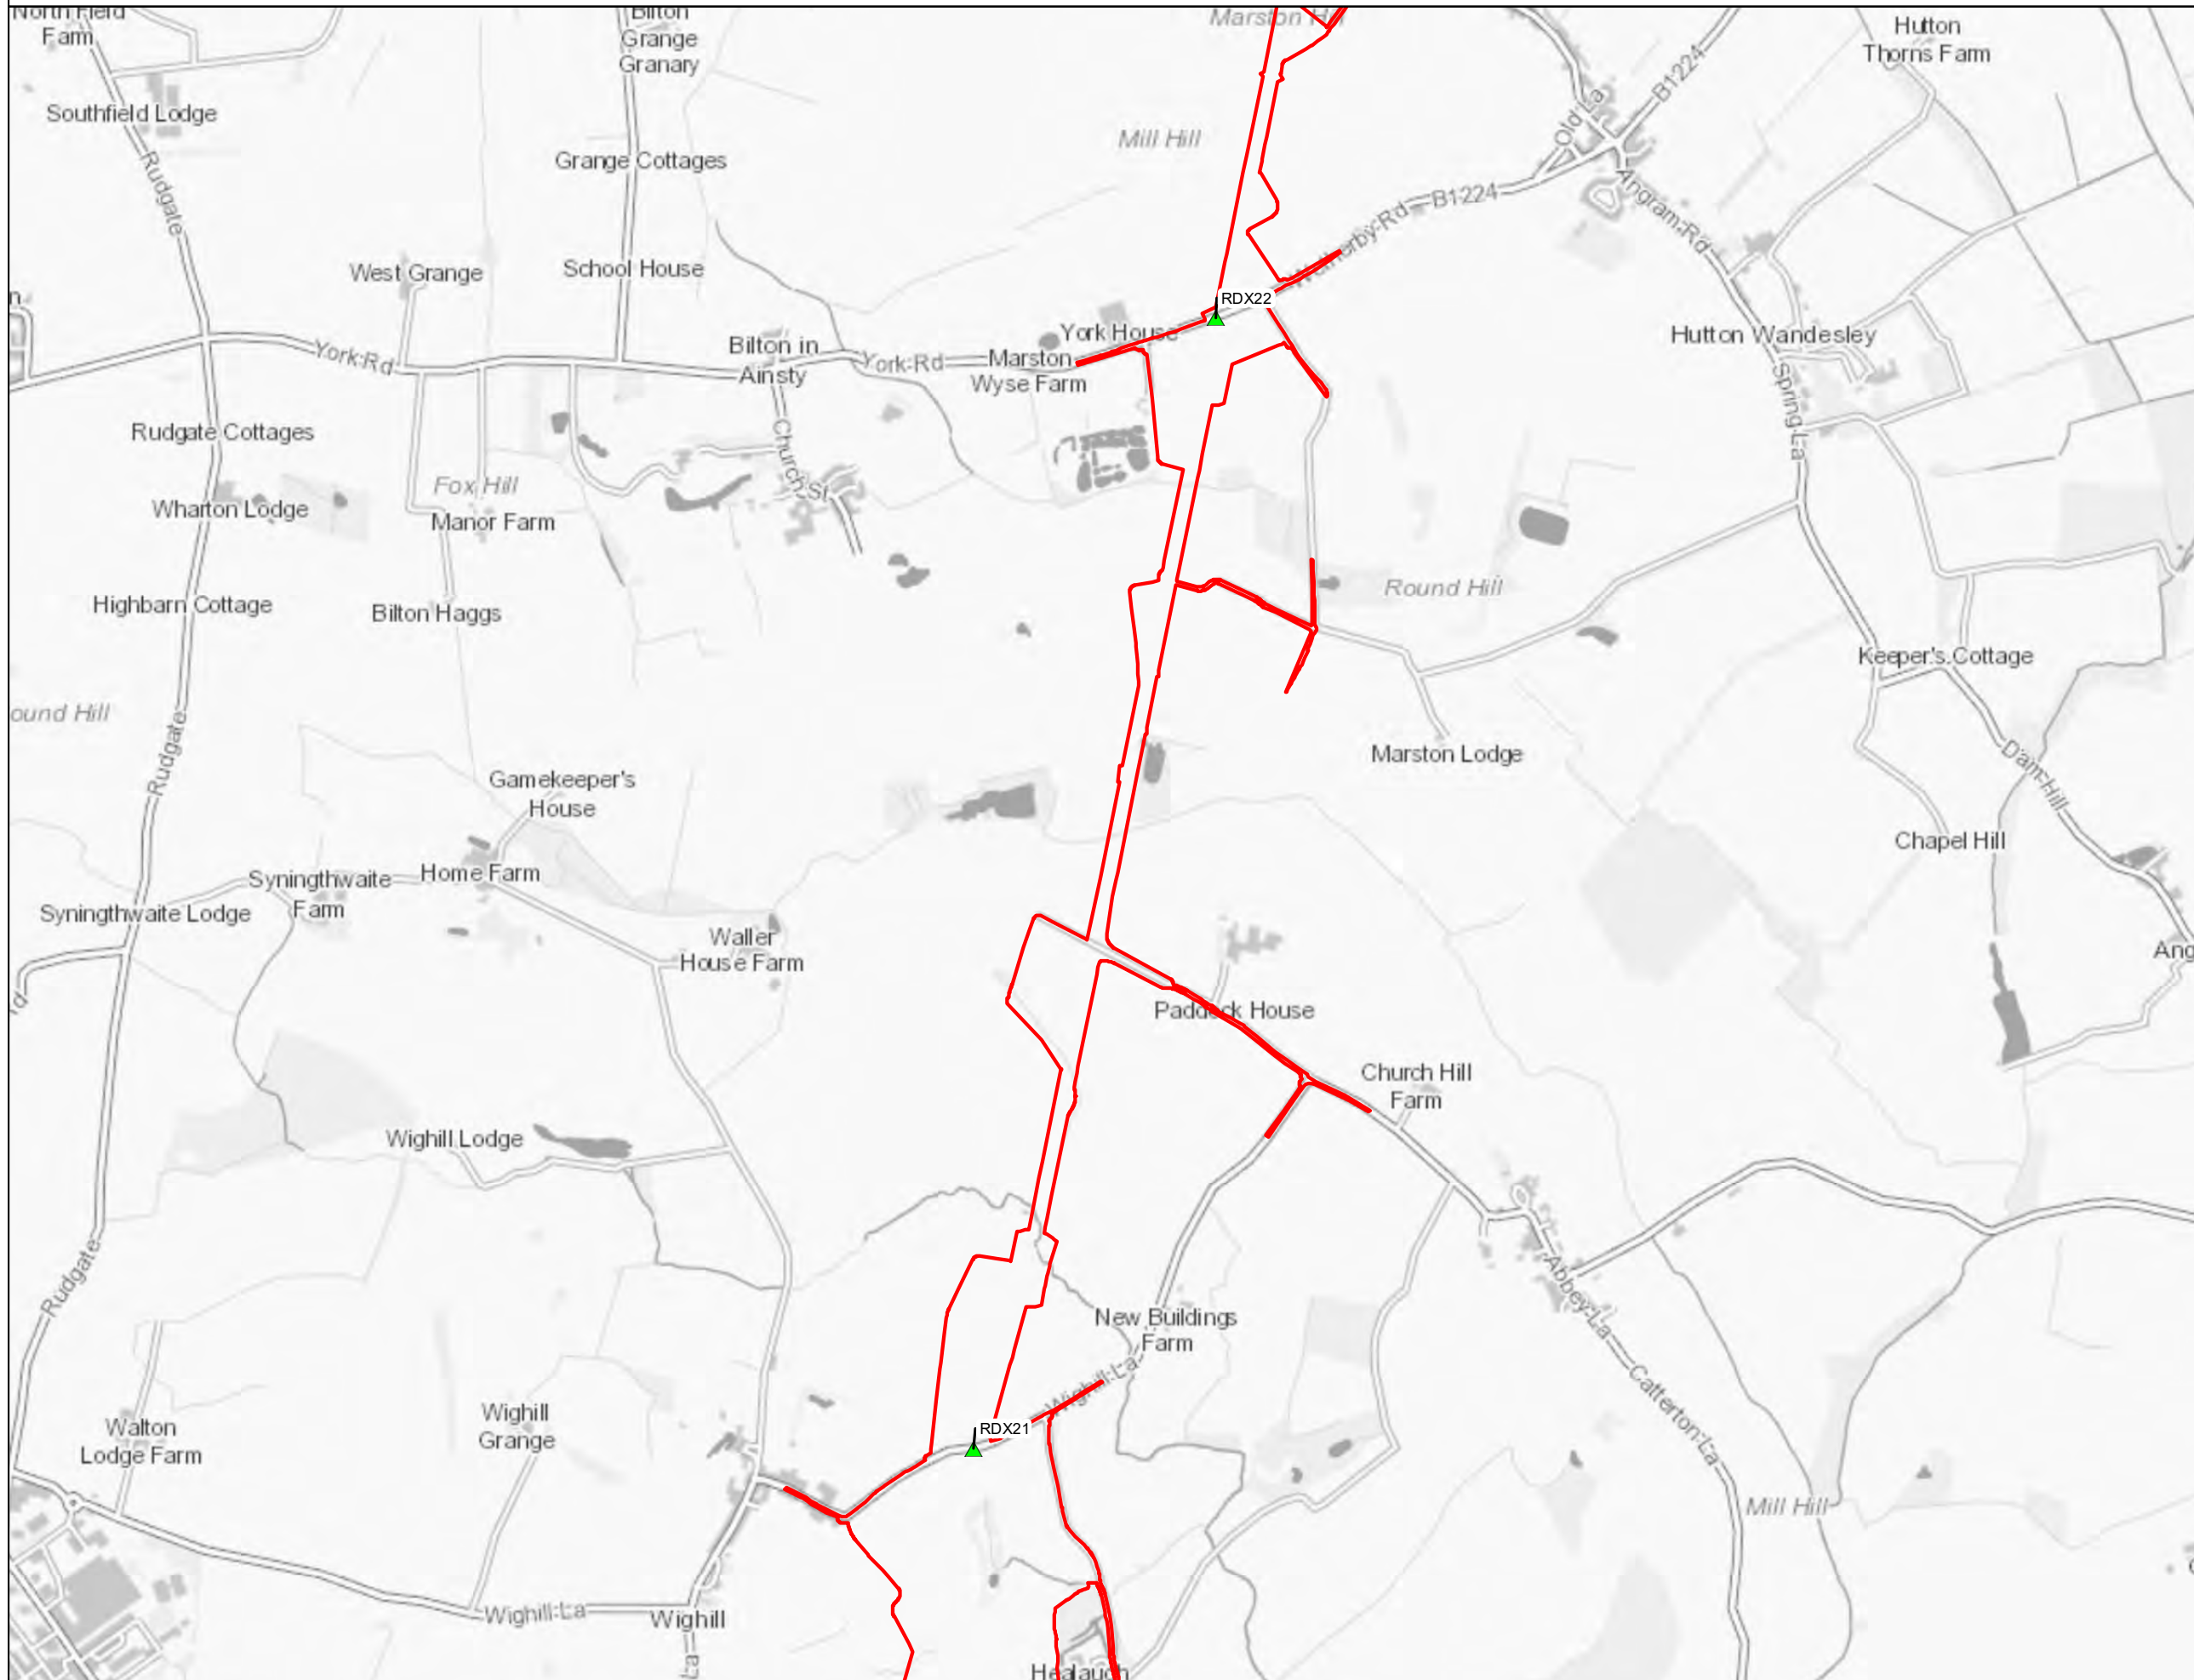 North Field
Farm
Bilton
Grange
Granary
Marston Hill
Hutton
Thorns Farm
Southfield Lodge
B1224
Old La
Mill Hill
Rudgate
Grange Cottages
Angram Rd
B1224
Wetherby Rd
West Grange
School House
RDX22
York House
Hutton Wandesley
York Rd
Bilton in
Ainsty
York Rd
Marston
Wyse Farm
Spring La
Rudgate Cottages
Church St
Fox Hill
Wharton Lodge
Manor Farm
Round Hill
Highbarn Cottage
Bilton Haggs
Keeper's Cottage
ound Hill
Rudgate
Marston Lodge
Dam Hill
Gamekeeper's
House
Chapel Hill
Syningthwaite
Farm
Home Farm
Syningthwaite Lodge
Waller
House Farm
Ang
Paddock House
Church Hill
Farm
Wighill Lodge
Rudgate
Abbey La
New Buildings
Farm
Wighill La
Catterton La
Walton
Lodge Farm
Wighill
Grange
RDX21
Mill Hill
Wighill La
Wighill
La
Healaugh